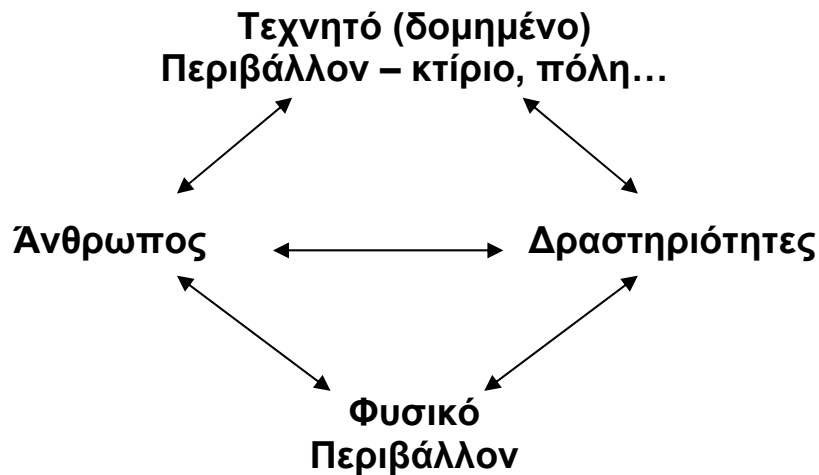 Τεχνητό (δομημένο)
Περιβάλλον – κτίριο, πόλη…
Άνθρωπος
Δραστηριότητες
Φυσικό
Περιβάλλον